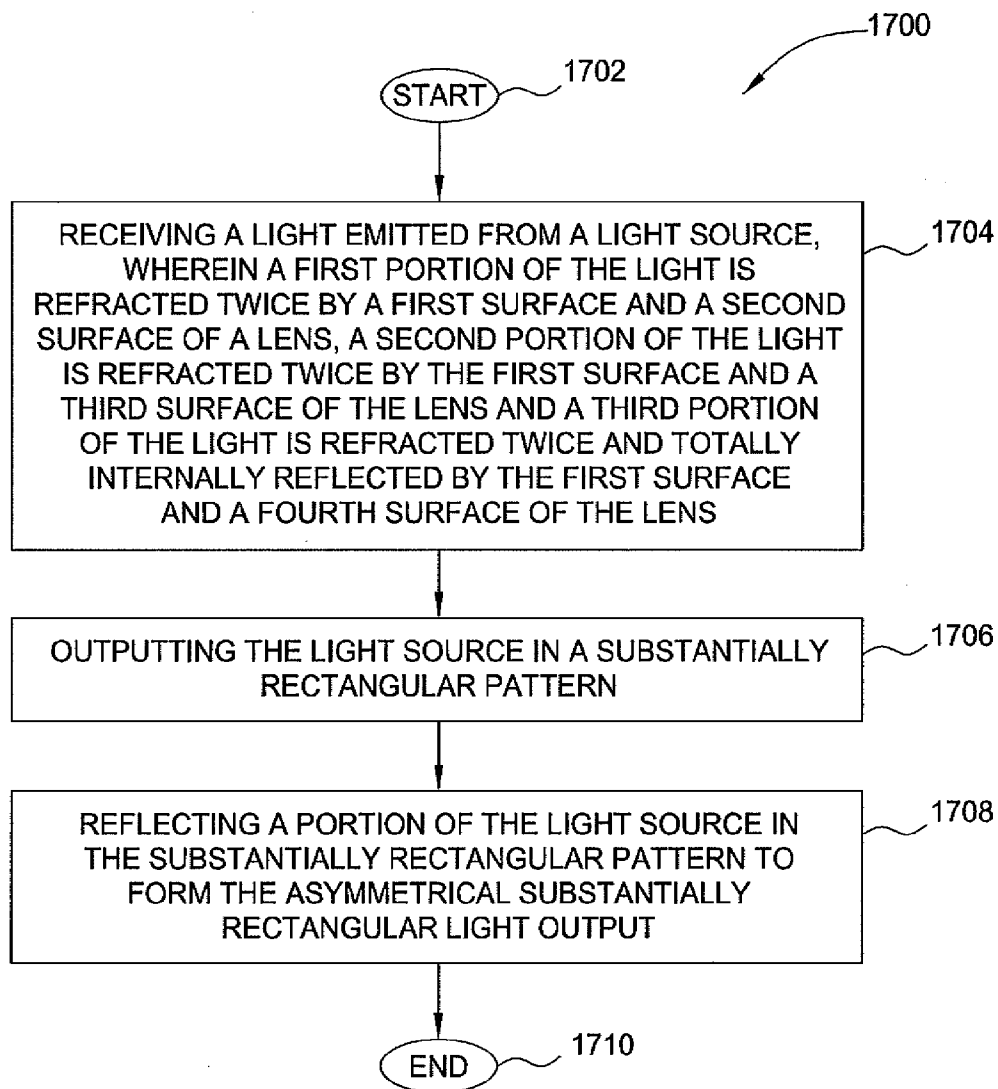 1700
START
1702
RECEIVING A LIGHT EMITTED FROM A LIGHT SOURCE,
WHEREIN A FIRST PORTION OF THE LIGHT IS
REFRACTED TWICE BY A FIRST SURFACE AND A SECOND
SURFACE OF A LENS, A SECOND PORTION OF THE LIGHT
IS REFRACTED TWICE BY THE FIRST SURFACE AND A
THIRD SURFACE OF THE LENS AND A THIRD PORTION
OF THE LIGHT IS REFRACTED TWICE AND TOTALLY
INTERNALLY REFLECTED BY THE FIRST SURFACE
AND A FOURTH SURFACE OF THE LENS
1704
OUTPUTTING THE LIGHT SOURCE IN A SUBSTANTIALLY
RECTANGULAR PATTERN
1706
REFLECTING A PORTION OF THE LIGHT SOURCE IN
THE SUBSTANTIALLY RECTANGULAR PATTERN TO
FORM THE ASYMMETRICAL SUBSTANTIALLY
RECTANGULAR LIGHT OUTPUT
1708
END
1710